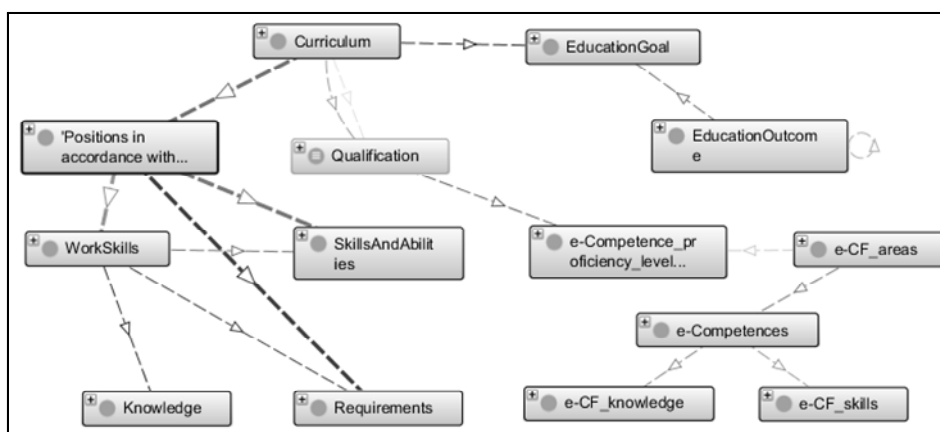 Curriculum
EducationGoal
'Positions in
accordance with...
Qualification
EducationOutcom
e
WorkSkills
SkillsAndAbilit
ies
e-Competence_pr
oficiency_level...
e-CF_areas
e-Competences
Knowledge
Requirements
e-CF_knowledge
e-CF_skills